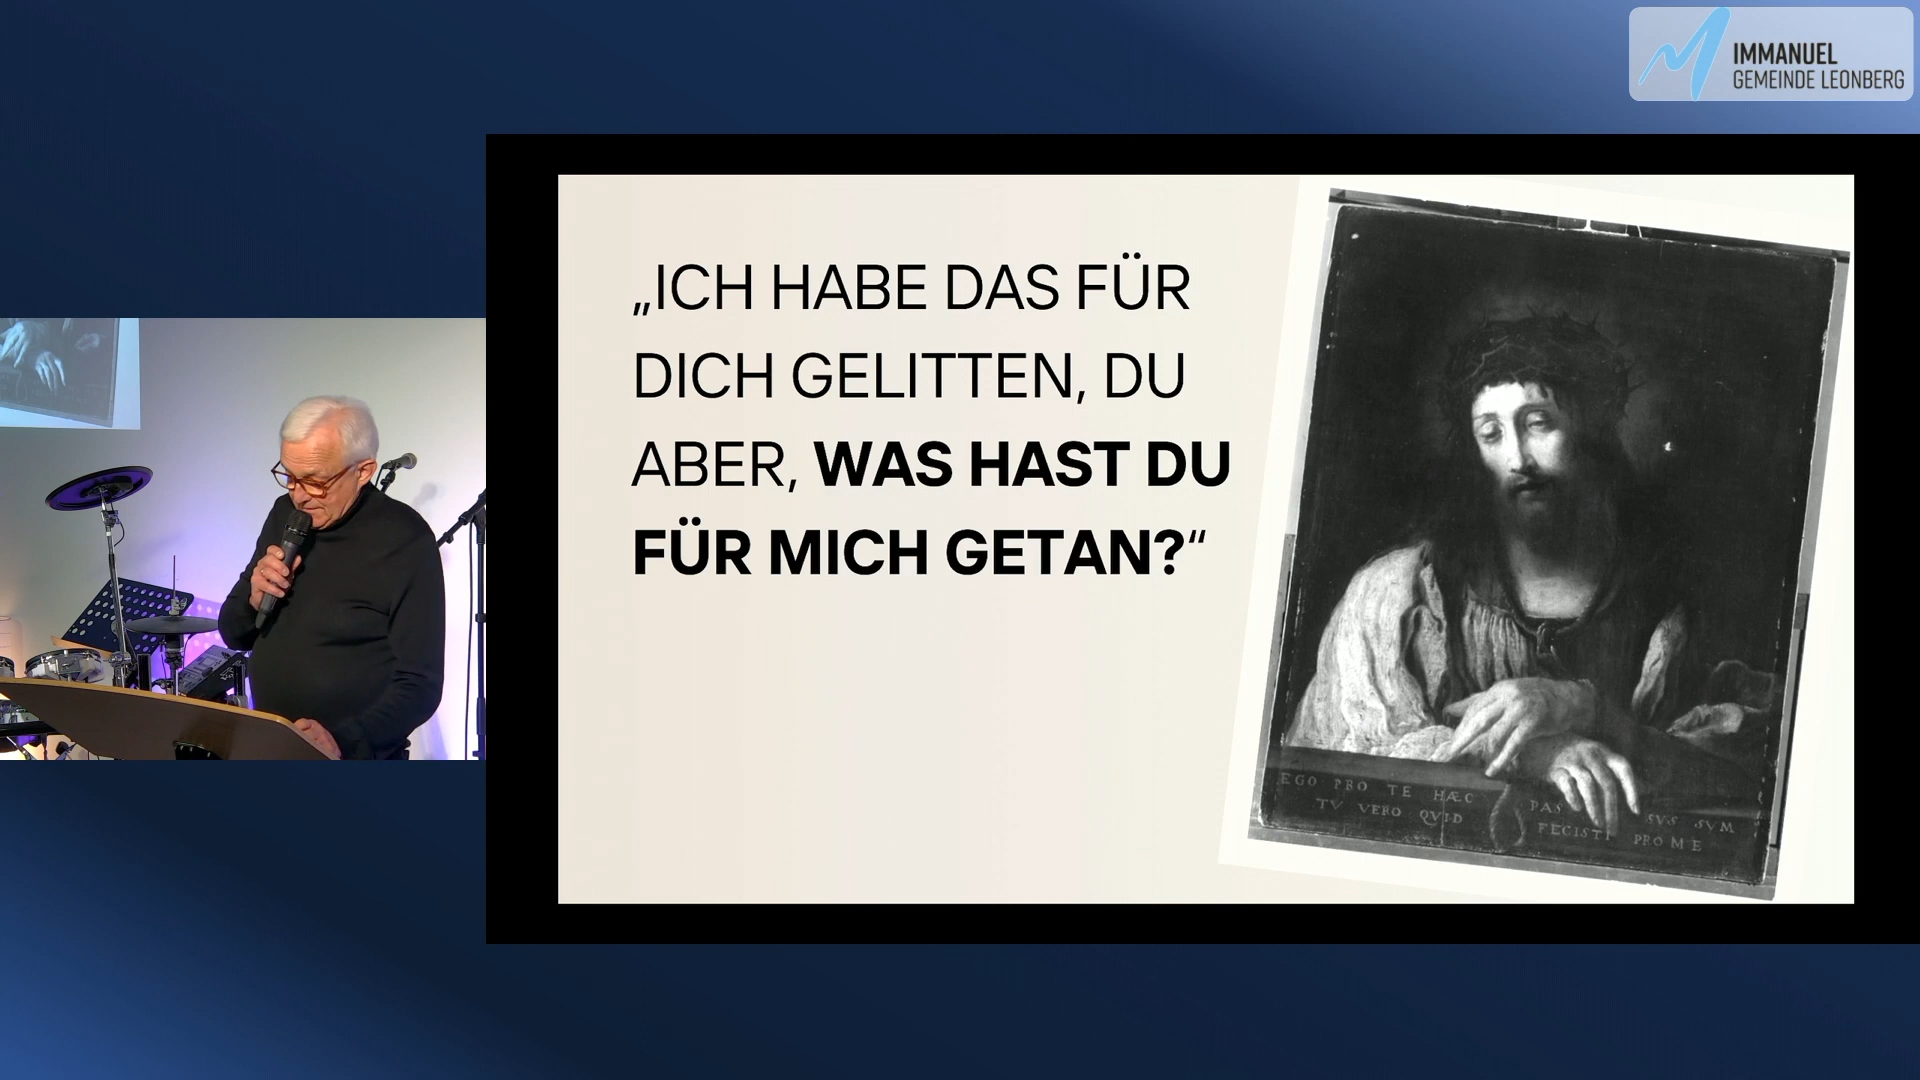 IMMANUEL
GEMEINDE LEONBERG
„ICH HABE DAS FÜR
DICH GELITTEN, DU
ABER, WAS HAST DU
FÜR MICH GETAN?“
EGO PRO TE HÆC PAS SVS SVM
TV VERO QVID FECISTI PRO ME